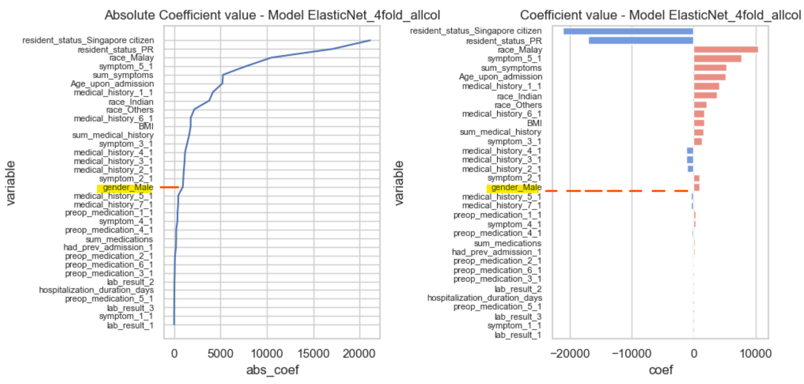 Absolute Coefficient value - Model ElasticNet_4fold_allcol
variable
resident_status_Singapore citizen
resident_status_PR
race_Malay
symptom_5_1
sum_symptoms
Age_upon_admission
medical_history_1_1
race_Indian
race_Others
medical_history_6_1
BMI
sum_medical_history
symptom_3_1
medical_history_4_1
medical_history_3_1
medical_history_2_1
symptom_2_1
gender_Male
medical_history_5_1
medical_history_7_1
preop_medication_1_1
symptom_4_1
preop_medication_4_1
sum_medications
had_prev_admission_1
preop_medication_2_1
preop_medication_6_1
preop_medication_3_1
lab_result_2
hospitalization_duration_days
preop_medication_5_1
lab_result_3
symptom_1_1
lab_result_1
0 5000 10000 15000 20000
abs_coef
Coefficient value - Model ElasticNet_4fold_allcol
variable
resident_status_Singapore citizen
resident_status_PR
race_Malay
symptom_5_1
sum_symptoms
Age_upon_admission
medical_history_1_1
race_Indian
race_Others
medical_history_6_1
BMI
sum_medical_history
symptom_3_1
medical_history_4_1
medical_history_3_1
medical_history_2_1
symptom_2_1
gender_Male
medical_history_5_1
medical_history_7_1
preop_medication_1_1
symptom_4_1
preop_medication_4_1
sum_medications
had_prev_admission_1
preop_medication_2_1
preop_medication_6_1
preop_medication_3_1
lab_result_2
hospitalization_duration_days
preop_medication_5_1
lab_result_3
symptom_1_1
lab_result_1
−20000 −10000 0 10000
coef